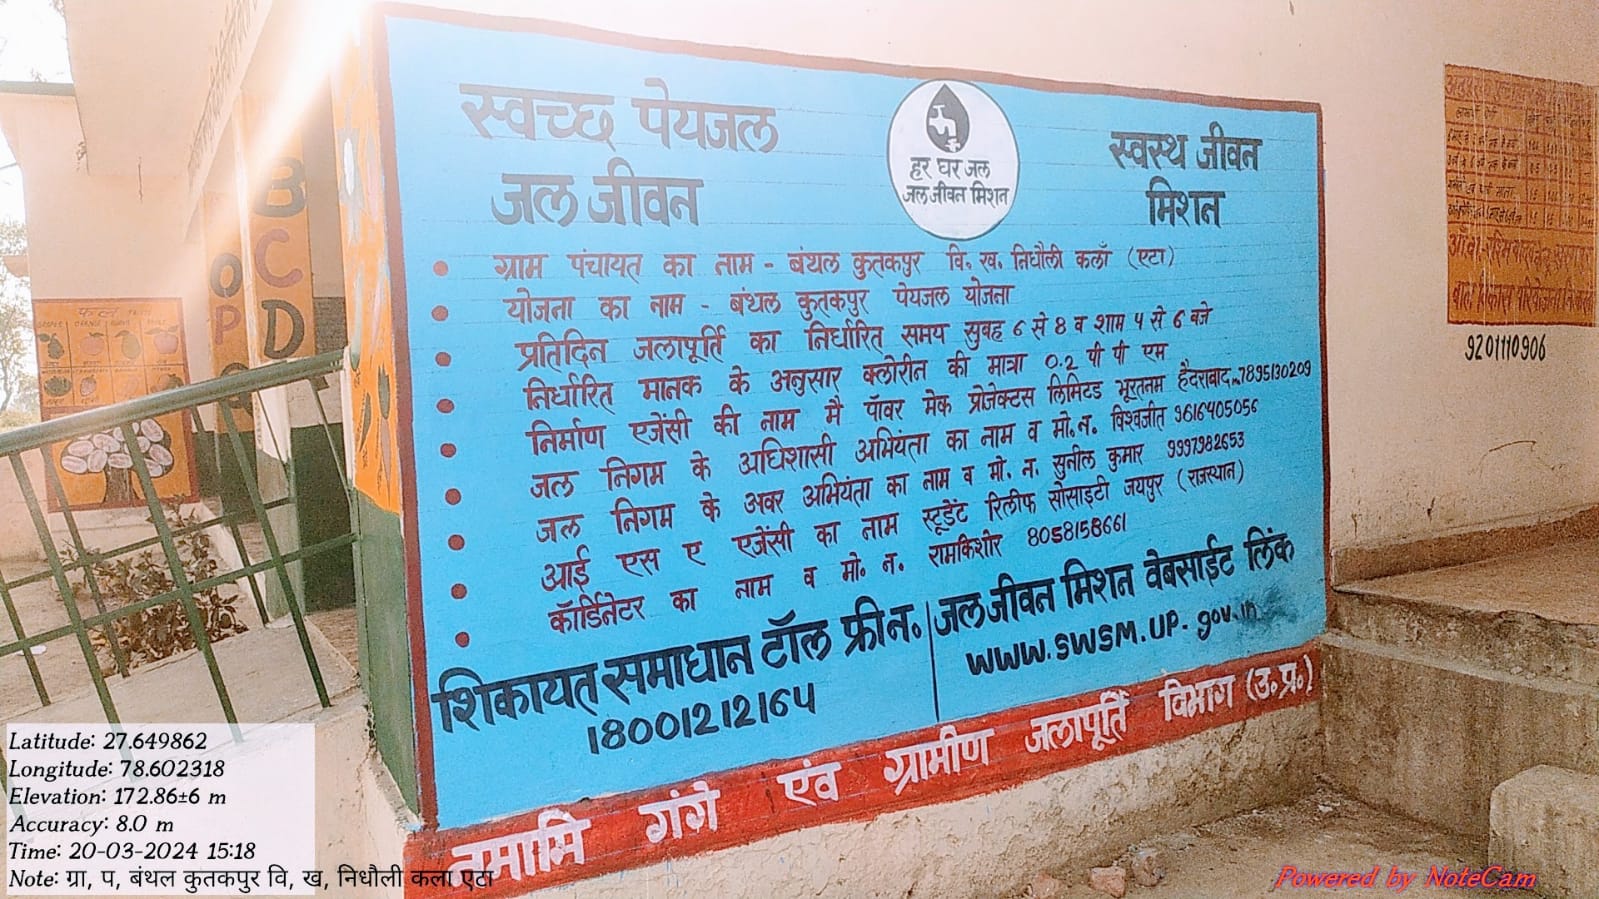 स्वच्छ पेयजल
जल जीवन
हर घर जल
जल जीवन मिशन
स्वस्थ जीवन
मिशन
• ग्राम पंचायत का नाम - बंथल कुतकपुर वि. ख. निधौली कलाँ (एटा)
• योजना का नाम - बंथल कुतकपुर पेयजल योजना
• प्रतिदिन जलापूर्ति का निर्धारित समय सुबह 6 से 8 व शाम 4 से 6 बजे
• निर्धारित मानक के अनुसार क्लोरीन की मात्रा 0.2 पी पी एम
• निर्माण एजेंसी की नाम मै पॉवर मेक प्रोजेक्टस लिमिटेड भूरतनम हैदराबाद 7895130209
• जल निगम के अधिशासी अभियंता का नाम व मो. न. विश्वजीत 9616405056
• जल निगम के अवर अभियंता का नाम व मो. न. सुनील कुमार 9997982653
• आई एस ए एजेंसी का नाम स्टूडेंट रिलीफ सोसाइटी जयपुर (राजस्थान)
• कॉर्डिनेटर का नाम व मो. न. रामकिशोर 8058158661
शिकायत समाधान टॉल फ्री न.
18001212164
जल जीवन मिशन वेबसाईट लिंक
www.swsm.up.gov.in
नमामि गंगे एंव ग्रामीण जलापूर्ति विभाग (उ.प्र.)
9201110906
B
C
D
O
P
फल
Latitude: 27.649862
Longitude: 78.602318
Elevation: 172.86±6 m
Accuracy: 8.0 m
Time: 20-03-2024 15:18
Note: ग्रा, प, बंथल कुतकपुर वि, ख, निधौली कला एटा
Powered by NoteCam